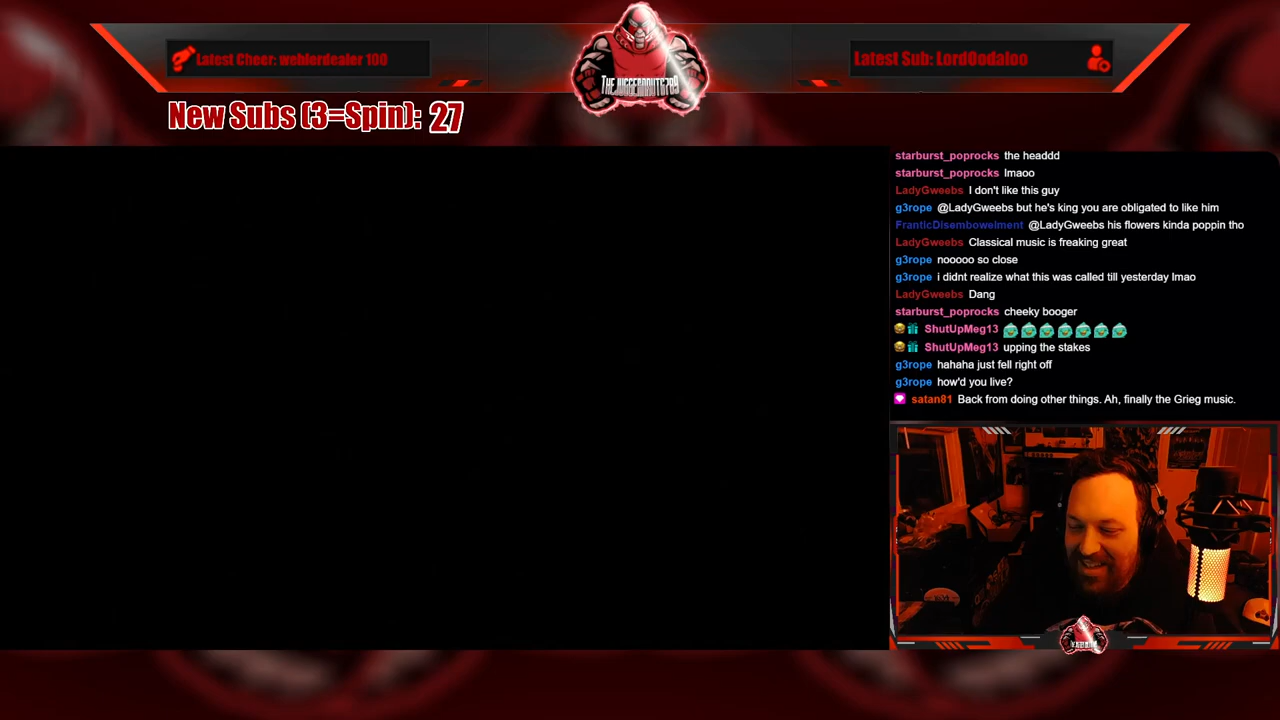 Latest Cheer: wehlerdealer 100
THEJUGGERNAUT6789
Latest Sub: LordOodaloo
New Subs (3=Spin): 27
starburst_poprocks the headdd
starburst_poprocks lmaoo
LadyGweebs I don't like this guy
g3rope @LadyGweebs but he's king you are obligated to like him
FranticDisembowelment @LadyGweebs his flowers kinda poppin tho
LadyGweebs Classical music is freaking great
g3rope nooooo so close
g3rope i didnt realize what this was called till yesterday lmao
LadyGweebs Dang
starburst_poprocks cheeky booger
ShutUpMeg13
ShutUpMeg13 upping the stakes
g3rope hahaha just fell right off
g3rope how'd you live?
satan81 Back from doing other things. Ah, finally the Grieg music.